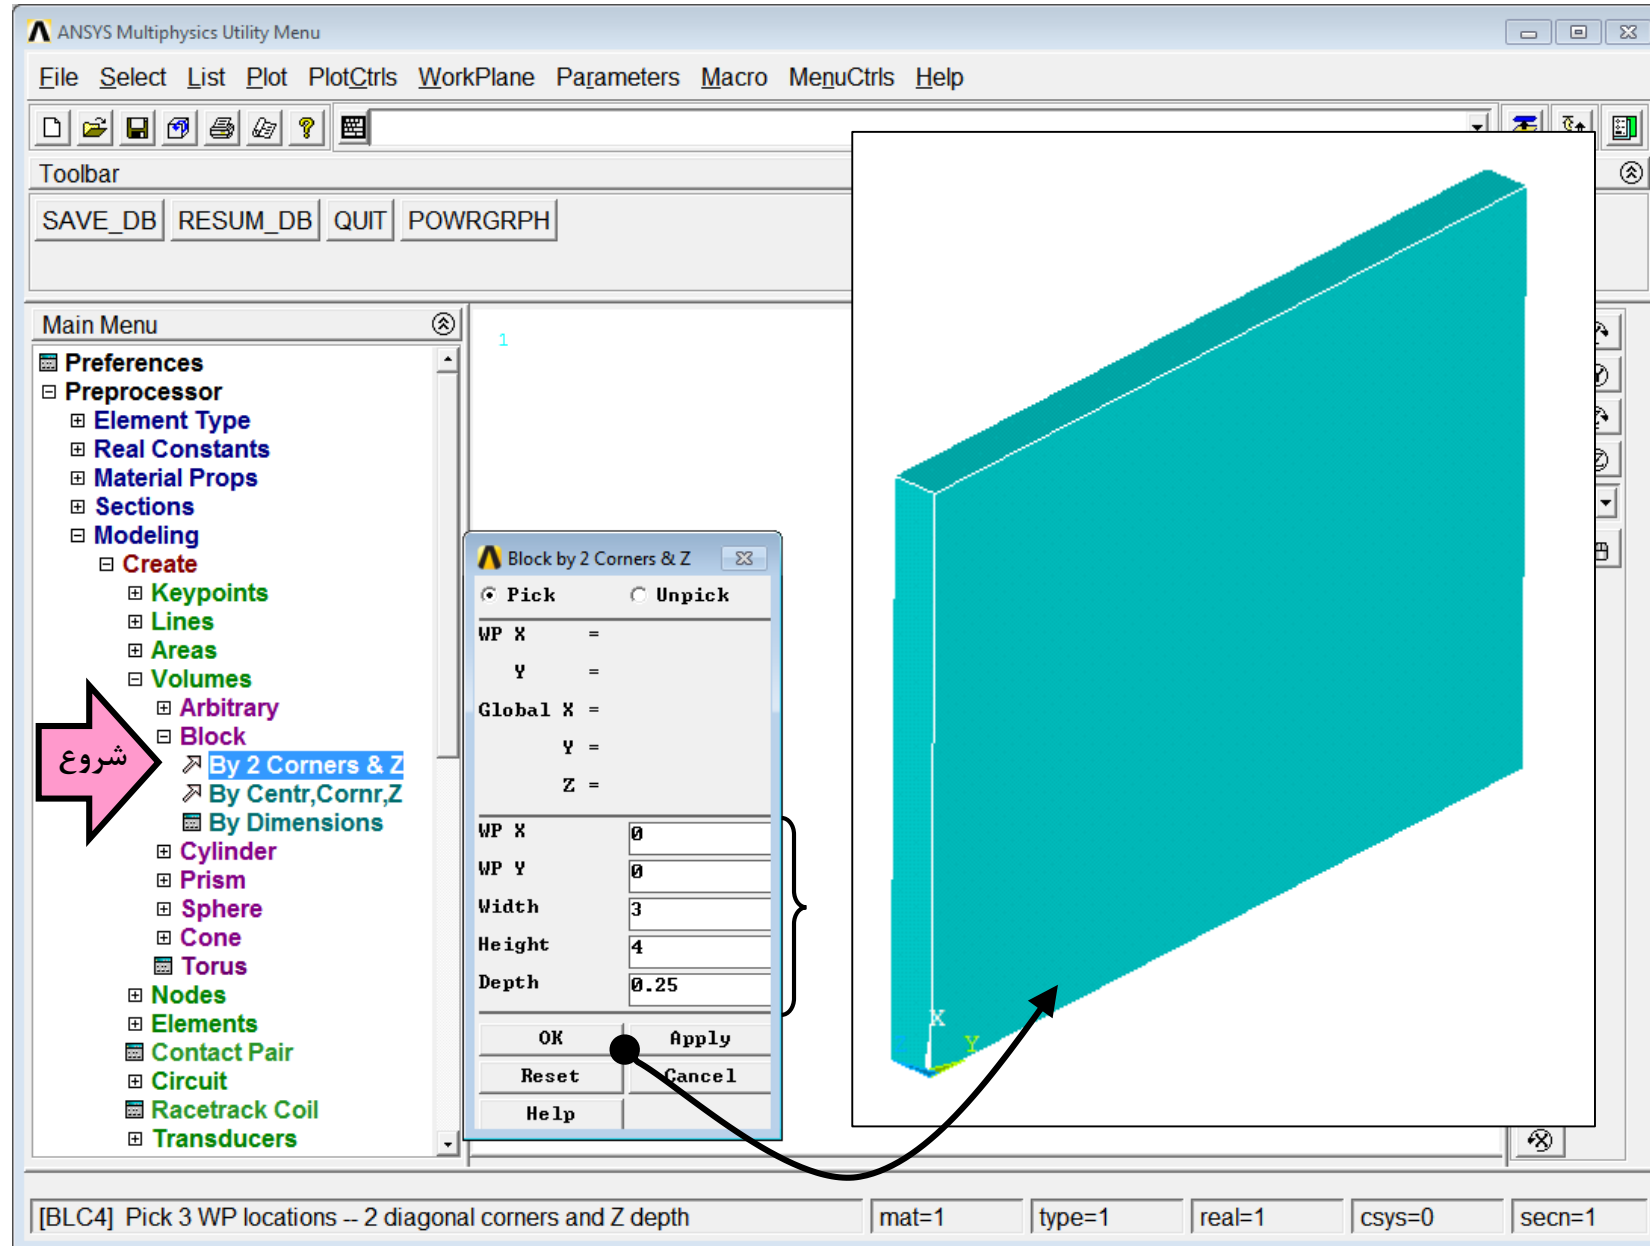 ANSYS Multiphysics Utility Menu
File Select List Plot PlotCtrls WorkPlane Parameters Macro MenuCtrls Help
Toolbar
SAVE_DB RESUM_DB QUIT POWRGRPH
Main Menu
Preferences
Preprocessor
Element Type
Real Constants
Material Props
Sections
Modeling
Create
Keypoints
Lines
Areas
Volumes
Arbitrary
Block
By 2 Corners & Z
By Centr,Cornr,Z
By Dimensions
Cylinder
Prism
Sphere
Cone
Torus
Nodes
Elements
Contact Pair
Circuit
Racetrack Coil
Transducers
شروع
1
Block by 2 Corners & Z
Pick Unpick
WP X =
Y =
Global X =
Y =
Z =
WP X 0
WP Y 0
Width 3
Height 4
Depth 0.25
OK Apply
Reset Cancel
Help
X
Z Y
[BLC4] Pick 3 WP locations -- 2 diagonal corners and Z depth
mat=1 type=1 real=1 csys=0 secn=1